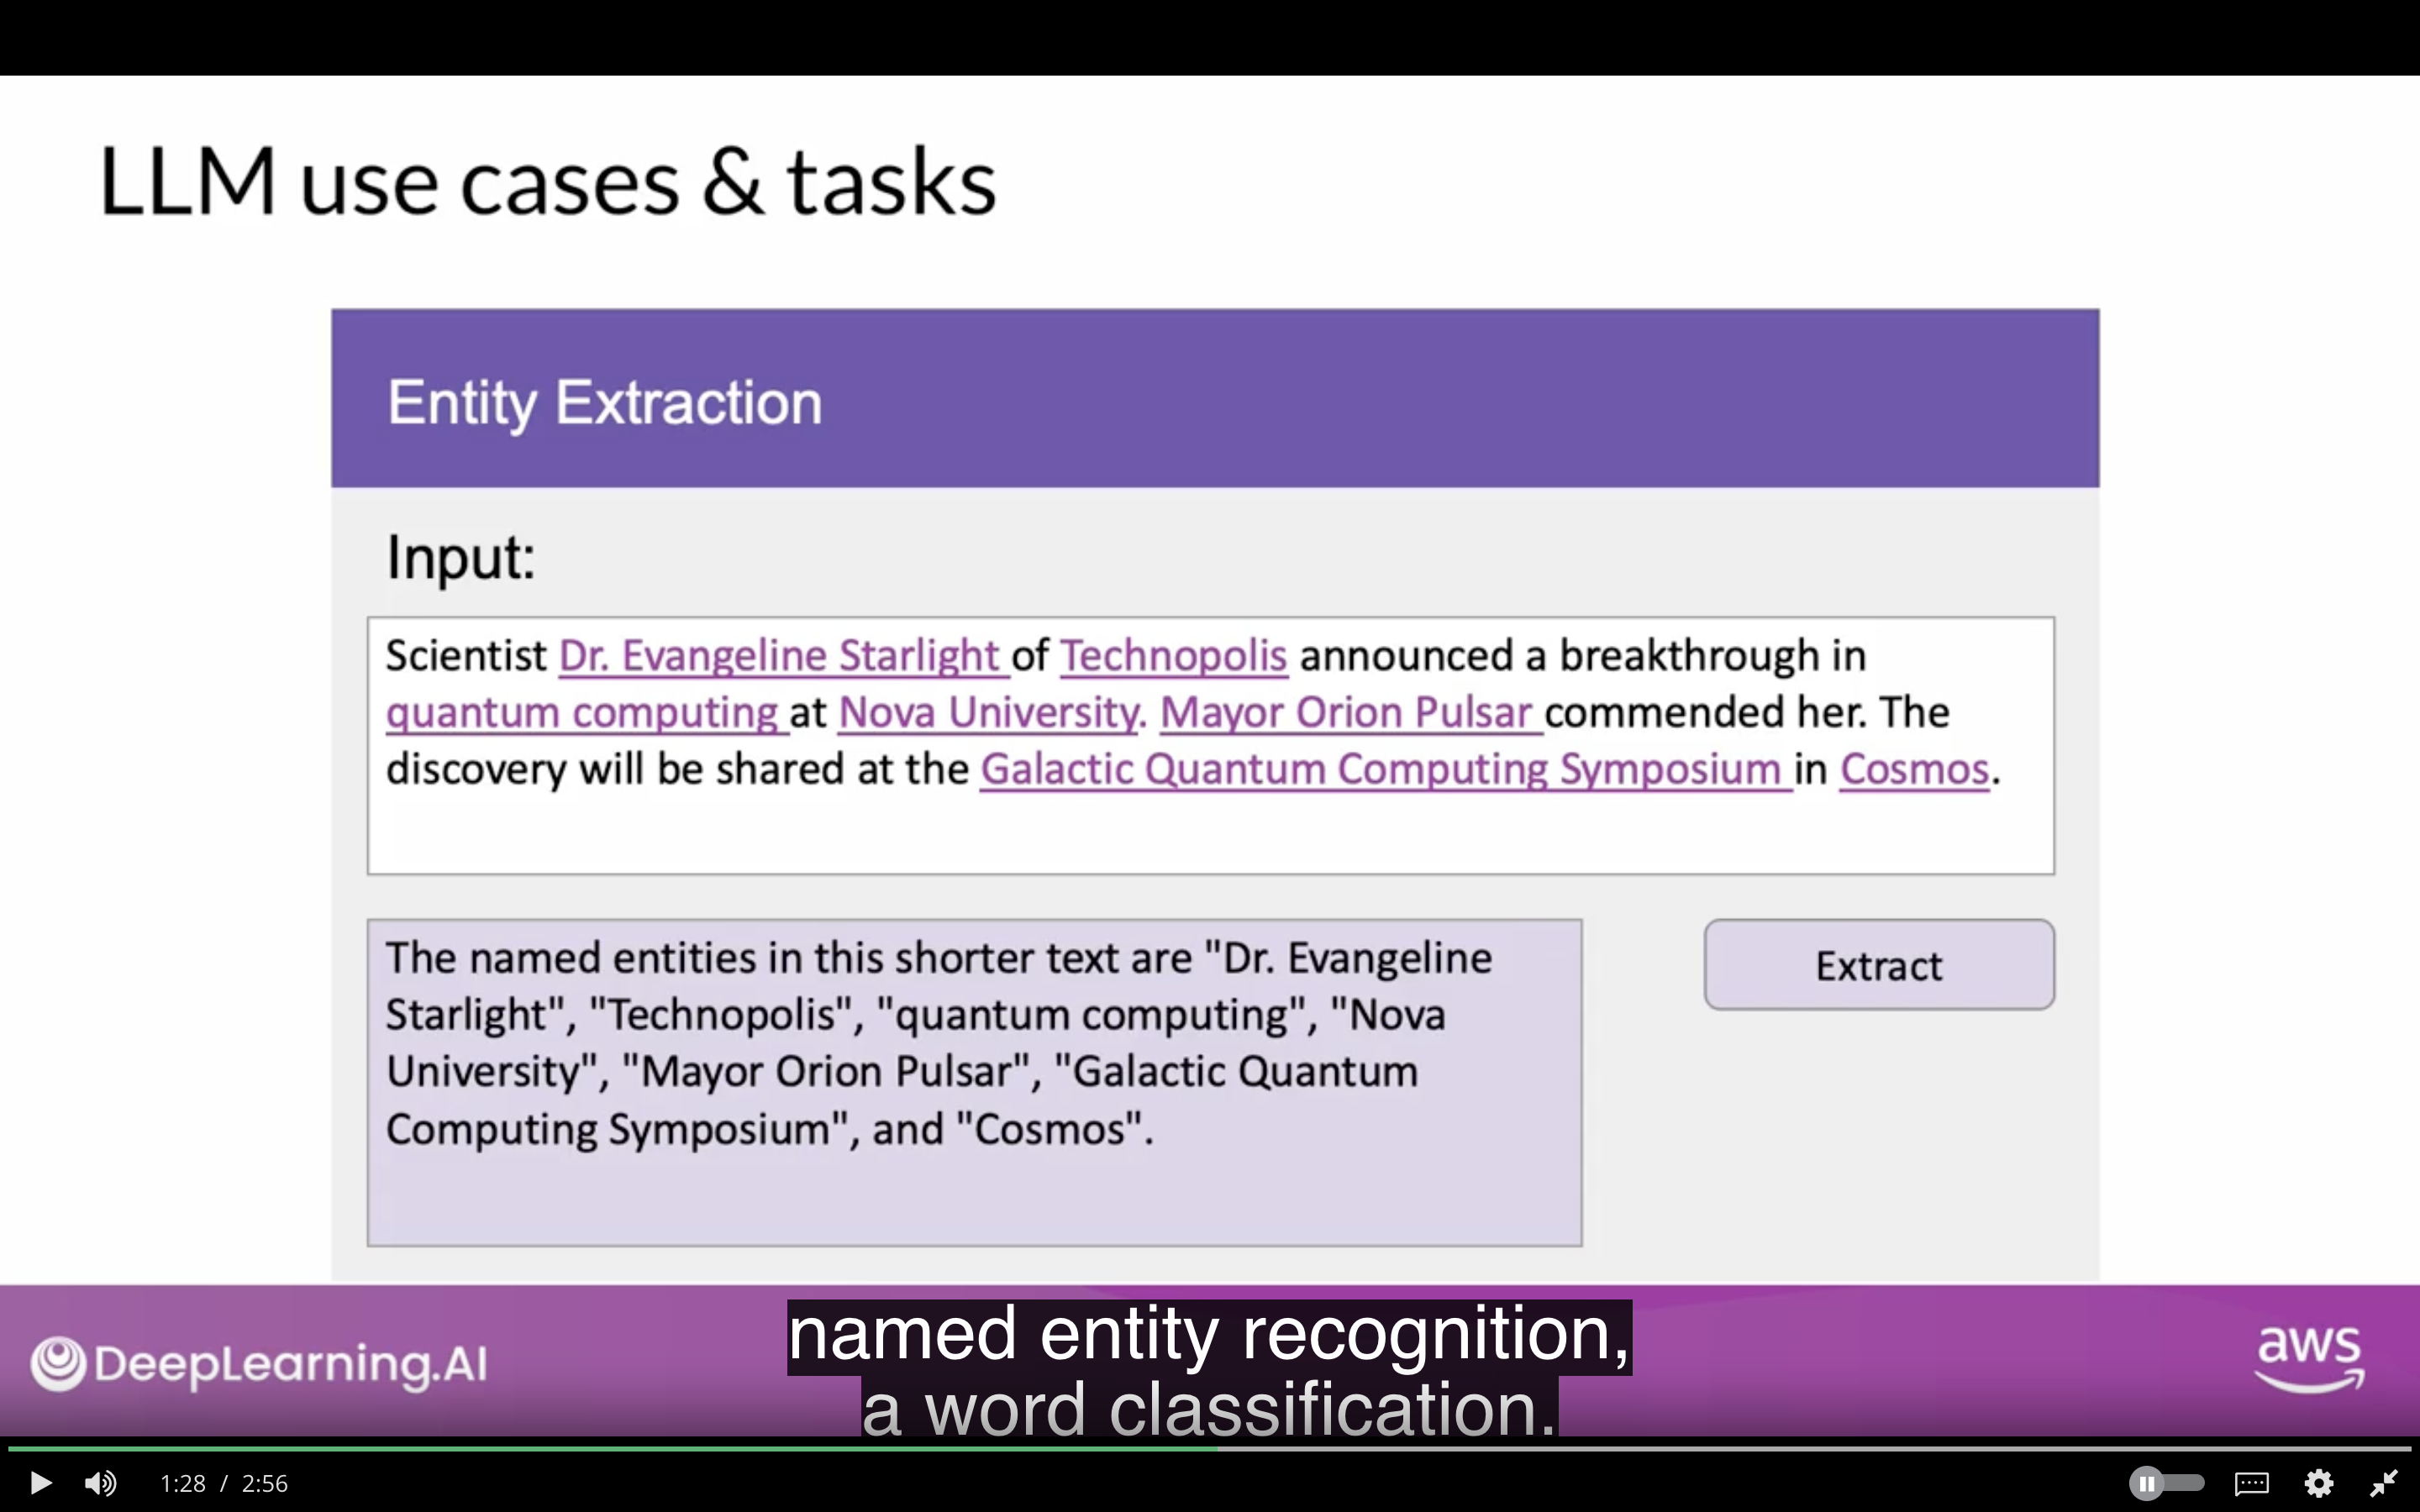 LLM use cases & tasks
Entity Extraction
Input:
Scientist Dr. Evangeline Starlight of Technopolis announced a breakthrough in
quantum computing at Nova University. Mayor Orion Pulsar commended her. The
discovery will be shared at the Galactic Quantum Computing Symposium in Cosmos.
The named entities in this shorter text are "Dr. Evangeline
Starlight", "Technopolis", "quantum computing", "Nova
University", "Mayor Orion Pulsar", "Galactic Quantum
Computing Symposium", and "Cosmos".
Extract
DeepLearning.AI
named entity recognition,
a word classification.
aws
1:28 / 2:56